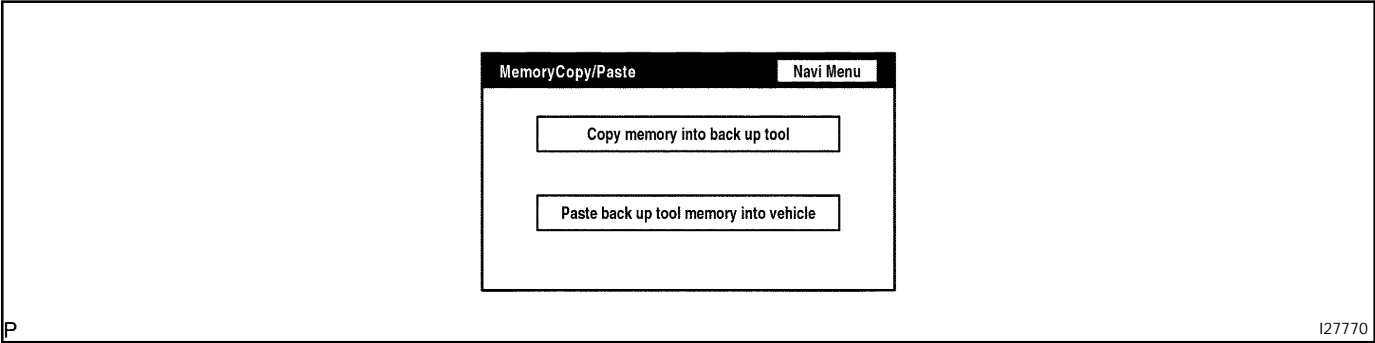 MemoryCopy/Paste Navi Menu
Copy memory into back up tool
Paste back up tool memory into vehicle
P I27770